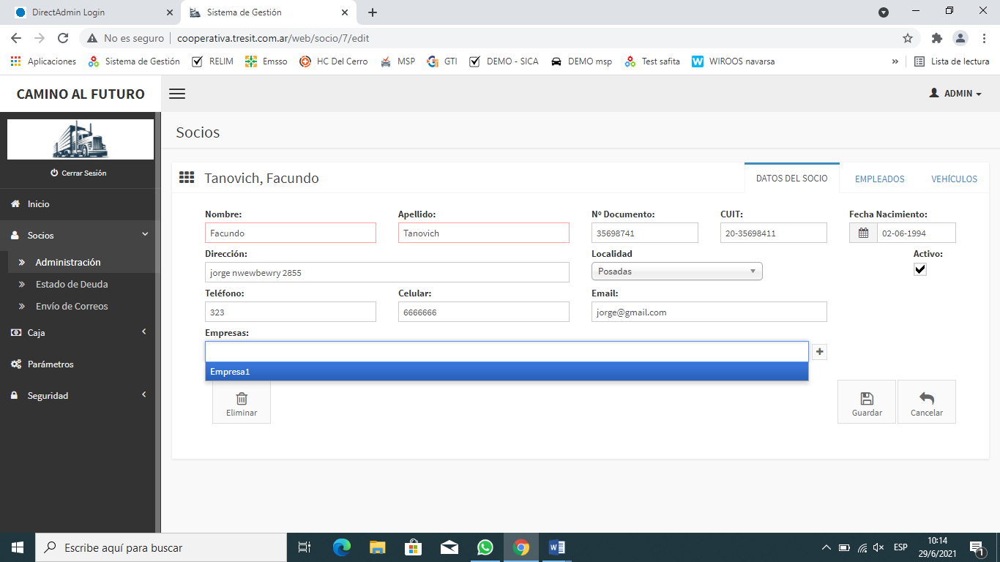 DirectAdmin Login
Sistema de Gestión
No es seguro
cooperativa.tresit.com.ar/web/socio/7/edit
Aplicaciones
Sistema de Gestión
RELIM
Emsso
HC Del Cerro
MSP
GTI
DEMO - SICA
DEMO msp
Test safita
WIROOS navarsa
»
Lista de lectura
CAMINO AL FUTURO
ADMIN
Cerrar Sesión
Inicio
Socios
Administración
Estado de Deuda
Envío de Correos
Caja
Parámetros
Seguridad
Socios
Tanovich, Facundo
DATOS DEL SOCIO
EMPLEADOS
VEHÍCULOS
Nombre:
Apellido:
Nº Documento:
CUIT:
Fecha Nacimiento:
Facundo
Tanovich
35698741
20-35698411
02-06-1994
Dirección:
Localidad
Activo:
jorge nwewbewry 2855
Posadas
Teléfono:
Celular:
Email:
323
6666666
jorge@gmail.com
Empresas:
Empresa1
Eliminar
Guardar
Cancelar
Escribe aquí para buscar
ESP
10:14
29/6/2021
1